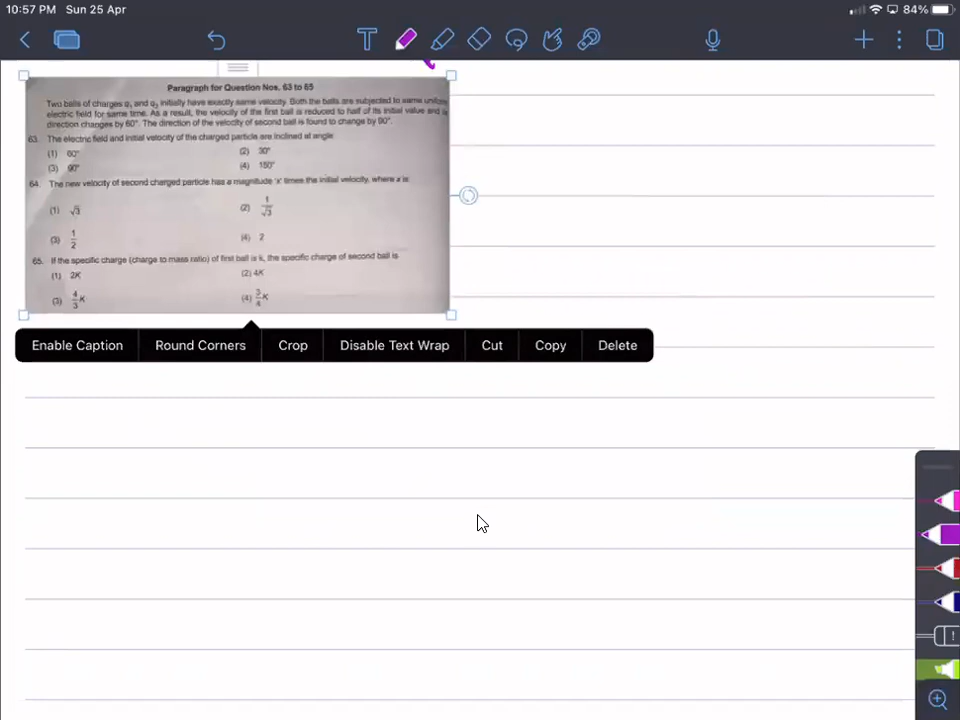 10:57 PM Sun 25 Apr
84%
Paragraph for Question Nos. 63 to 65
Two balls of charges q₁ and q₂ initially have exactly same velocity. Both the balls are subjected to same uniform
electric field for same time. As a result, the velocity of the first ball is reduced to half of its initial value and its
direction changes by 60°. The direction of the velocity of second ball is found to change by 90°.
63. The electric field and initial velocity of the charged particle are inclined at angle
(1) 60° (2) 30°
(3) 90° (4) 150°
64. The new velocity of second charged particle has a magnitude 'x' times the initial velocity, where x is
(1) √3 (2) 1/√3
(3) 1/2 (4) 2
65. If the specific charge (charge to mass ratio) of first ball is k, the specific charge of second ball is
(1) 2K (2) 4K
(3) 4/3 K (4) 3/4 K
Enable Caption Round Corners Crop Disable Text Wrap Cut Copy Delete